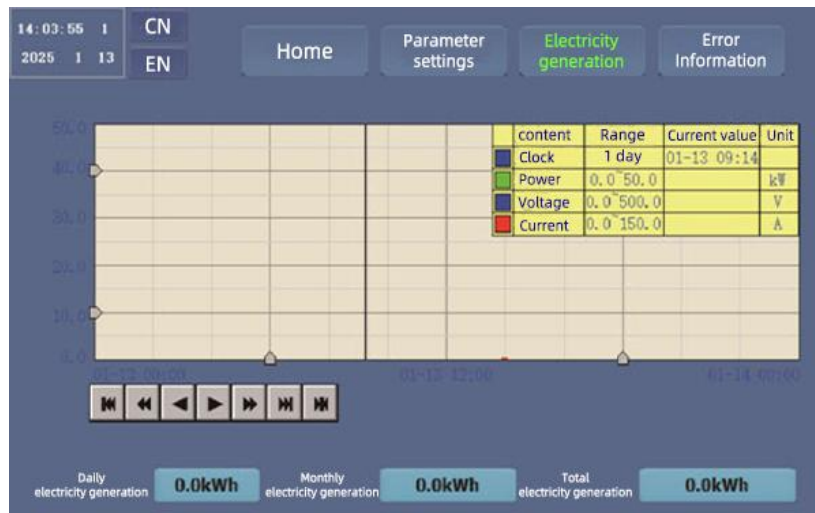 14:03:55 1
2025 1 13
CN
EN
Home
Parameter
settings
Electricity
generation
Error
Information
50.0
40.0
30.0
20.0
10.0
0.0
content Range Current value Unit
Clock 1 day 01-13 09:14
Power 0.0~50.0 kW
Voltage 0.0~500.0 V
Current 0.0~150.0 A
01-13 00:00 01-13 12:00 01-14 00:00
Daily
electricity generation
0.0kWh
Monthly
electricity generation
0.0kWh
Total
electricity generation
0.0kWh